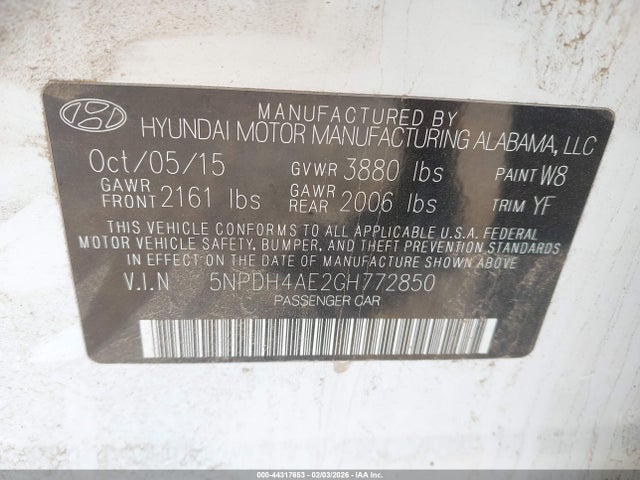 MANUFACTURED BY
HYUNDAI MOTOR MANUFACTURING ALABAMA, LLC
Oct/05/15 GVWR 3880 lbs PAINT W8
GAWR FRONT 2161 lbs GAWR REAR 2006 lbs TRIM YF
THIS VEHICLE CONFORMS TO ALL APPLICABLE U.S.A. FEDERAL
MOTOR VEHICLE SAFETY, BUMPER, AND THEFT PREVENTION
STANDARDS IN EFFECT ON THE DATE OF MANUFACTURE SHOWN ABOVE
V.I.N 5NPDH4AE2GH772850
PASSENGER CAR
000-44317653 - 02/03/2026 - IAAI.COM